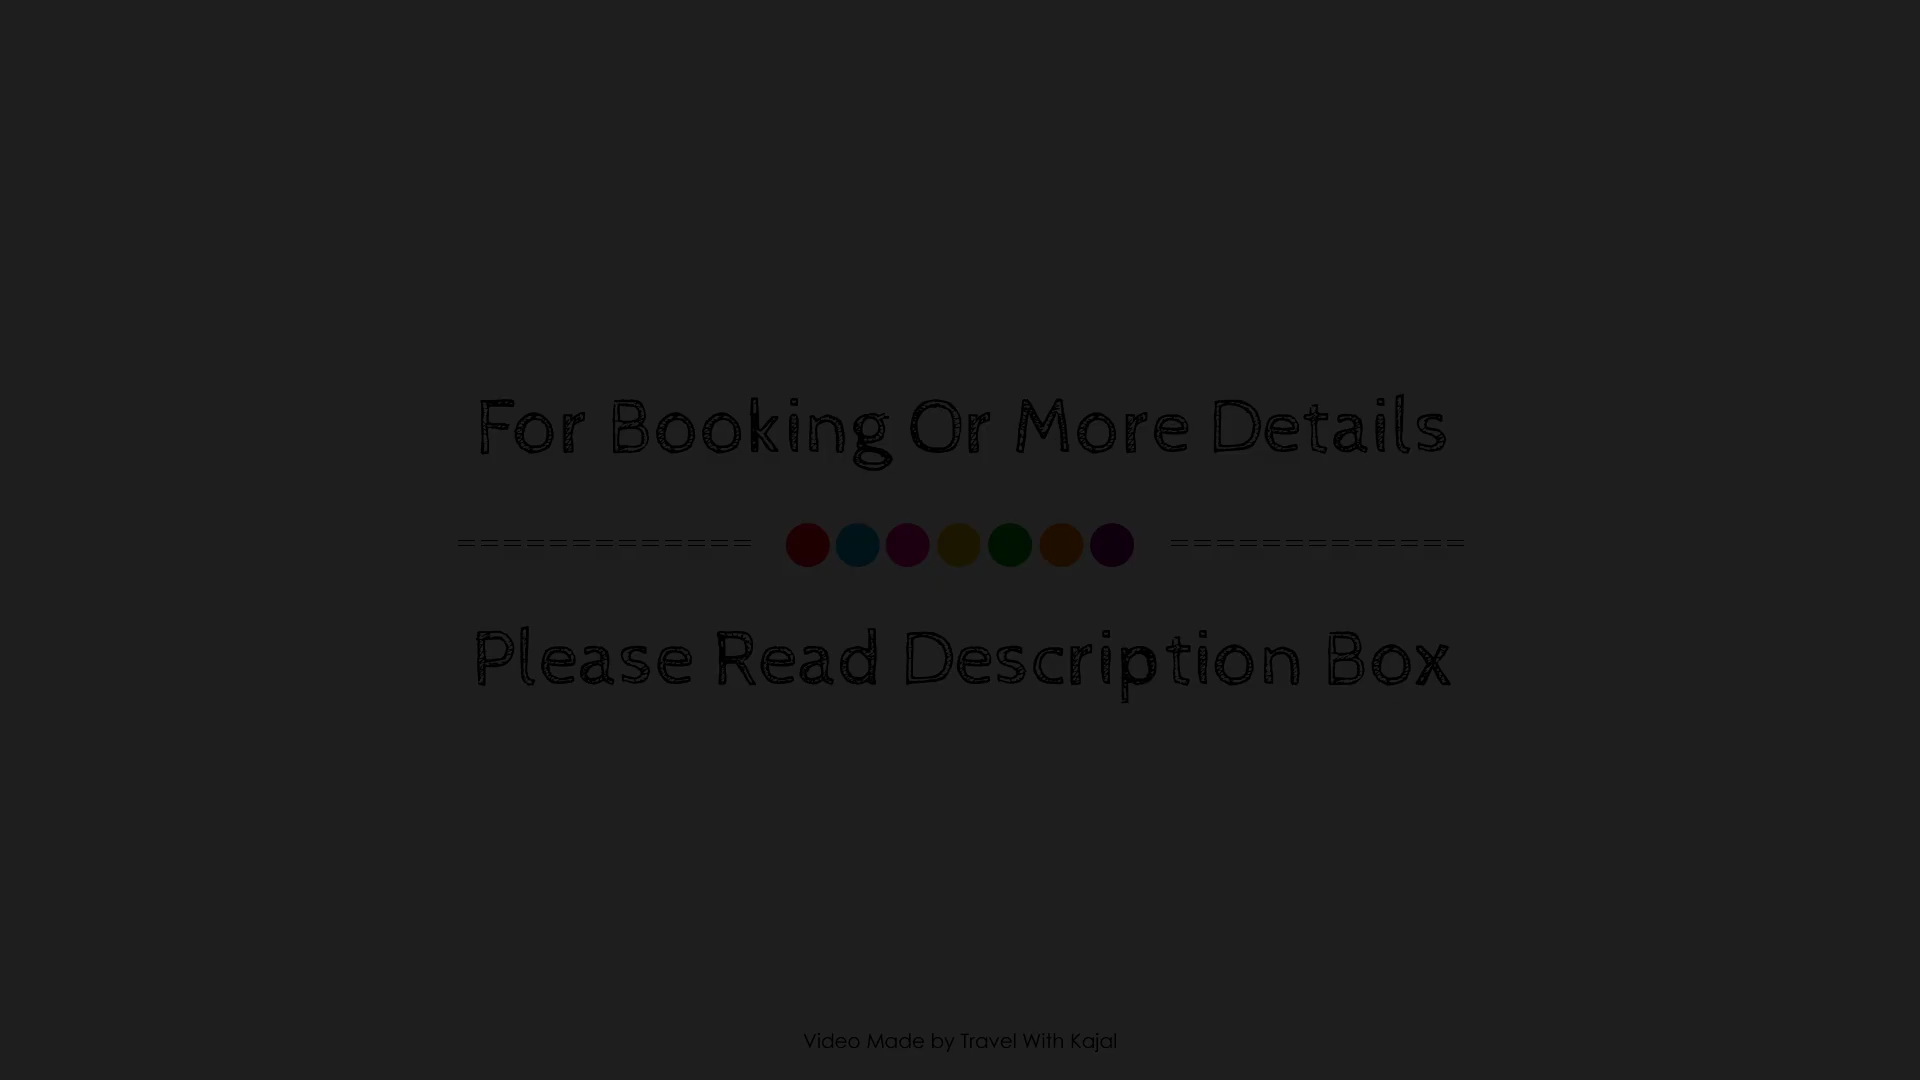 For Booking Or More Details
============= =============
Please Read Description Box
Video Made by Travel With Kajal